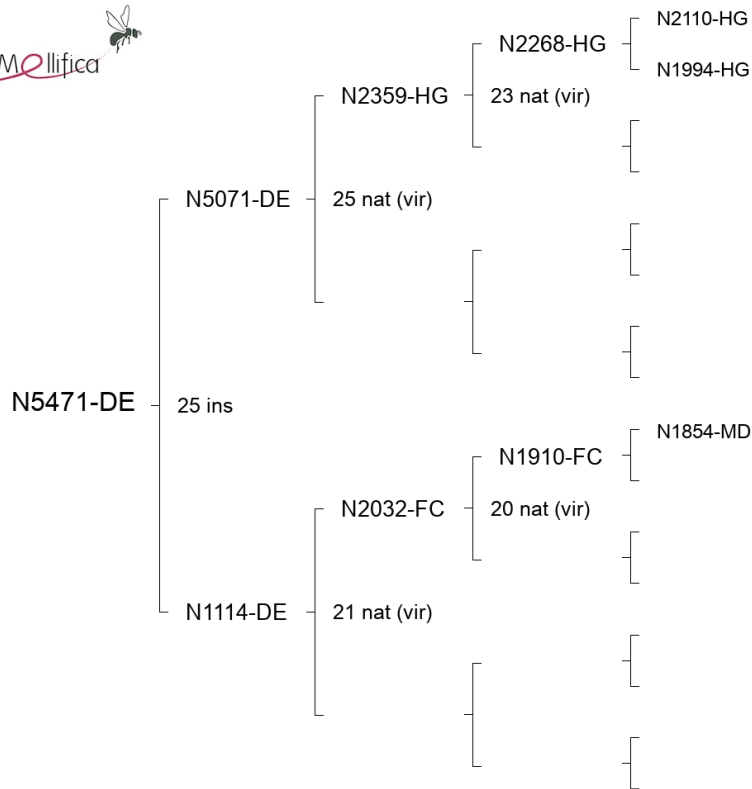 Mellifica
N2110-HG
N2268-HG
N1994-HG
N2359-HG
23 nat (vir)
N5071-DE
25 nat (vir)
N5471-DE
25 ins
N1854-MD
N1910-FC
N2032-FC
20 nat (vir)
N1114-DE
21 nat (vir)